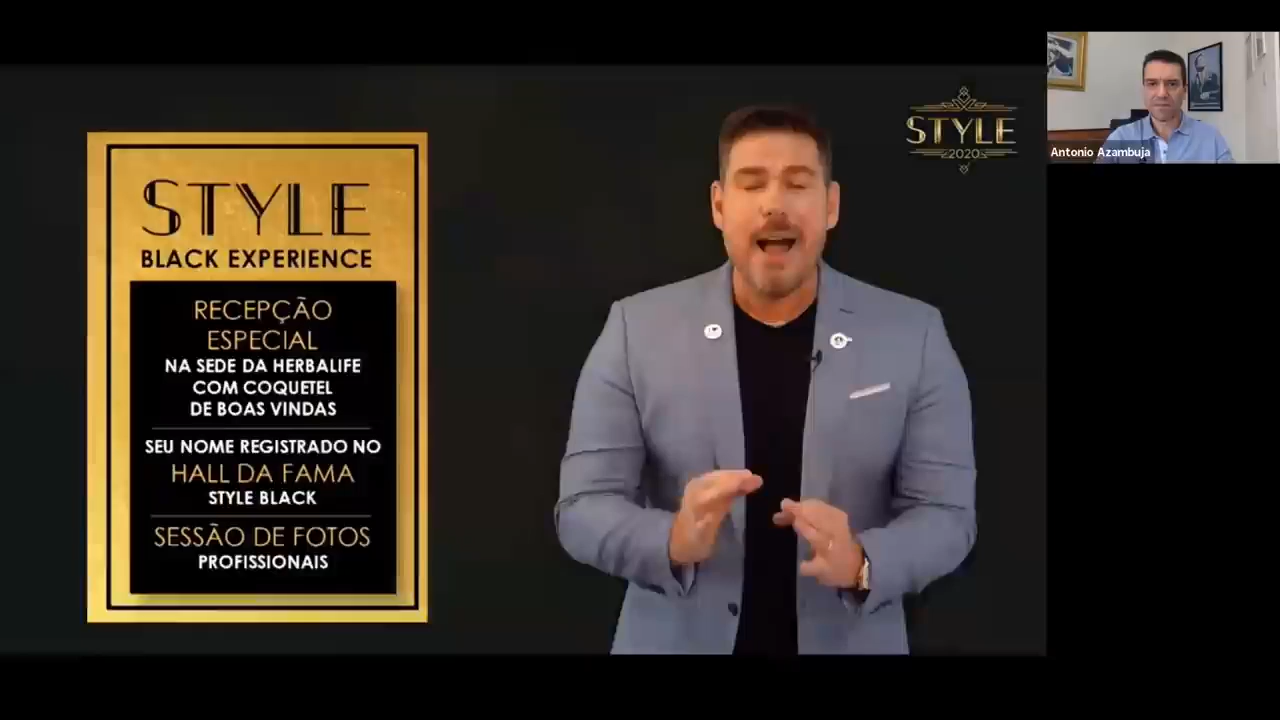 STYLE
BLACK EXPERIENCE
RECEPÇÃO
ESPECIAL
NA SEDE DA HERBALIFE
COM COQUETEL
DE BOAS VINDAS
SEU NOME REGISTRADO NO
HALL DA FAMA
STYLE BLACK
SESSÃO DE FOTOS
PROFISSIONAIS
STYLE
2020
Antonio Azambuja